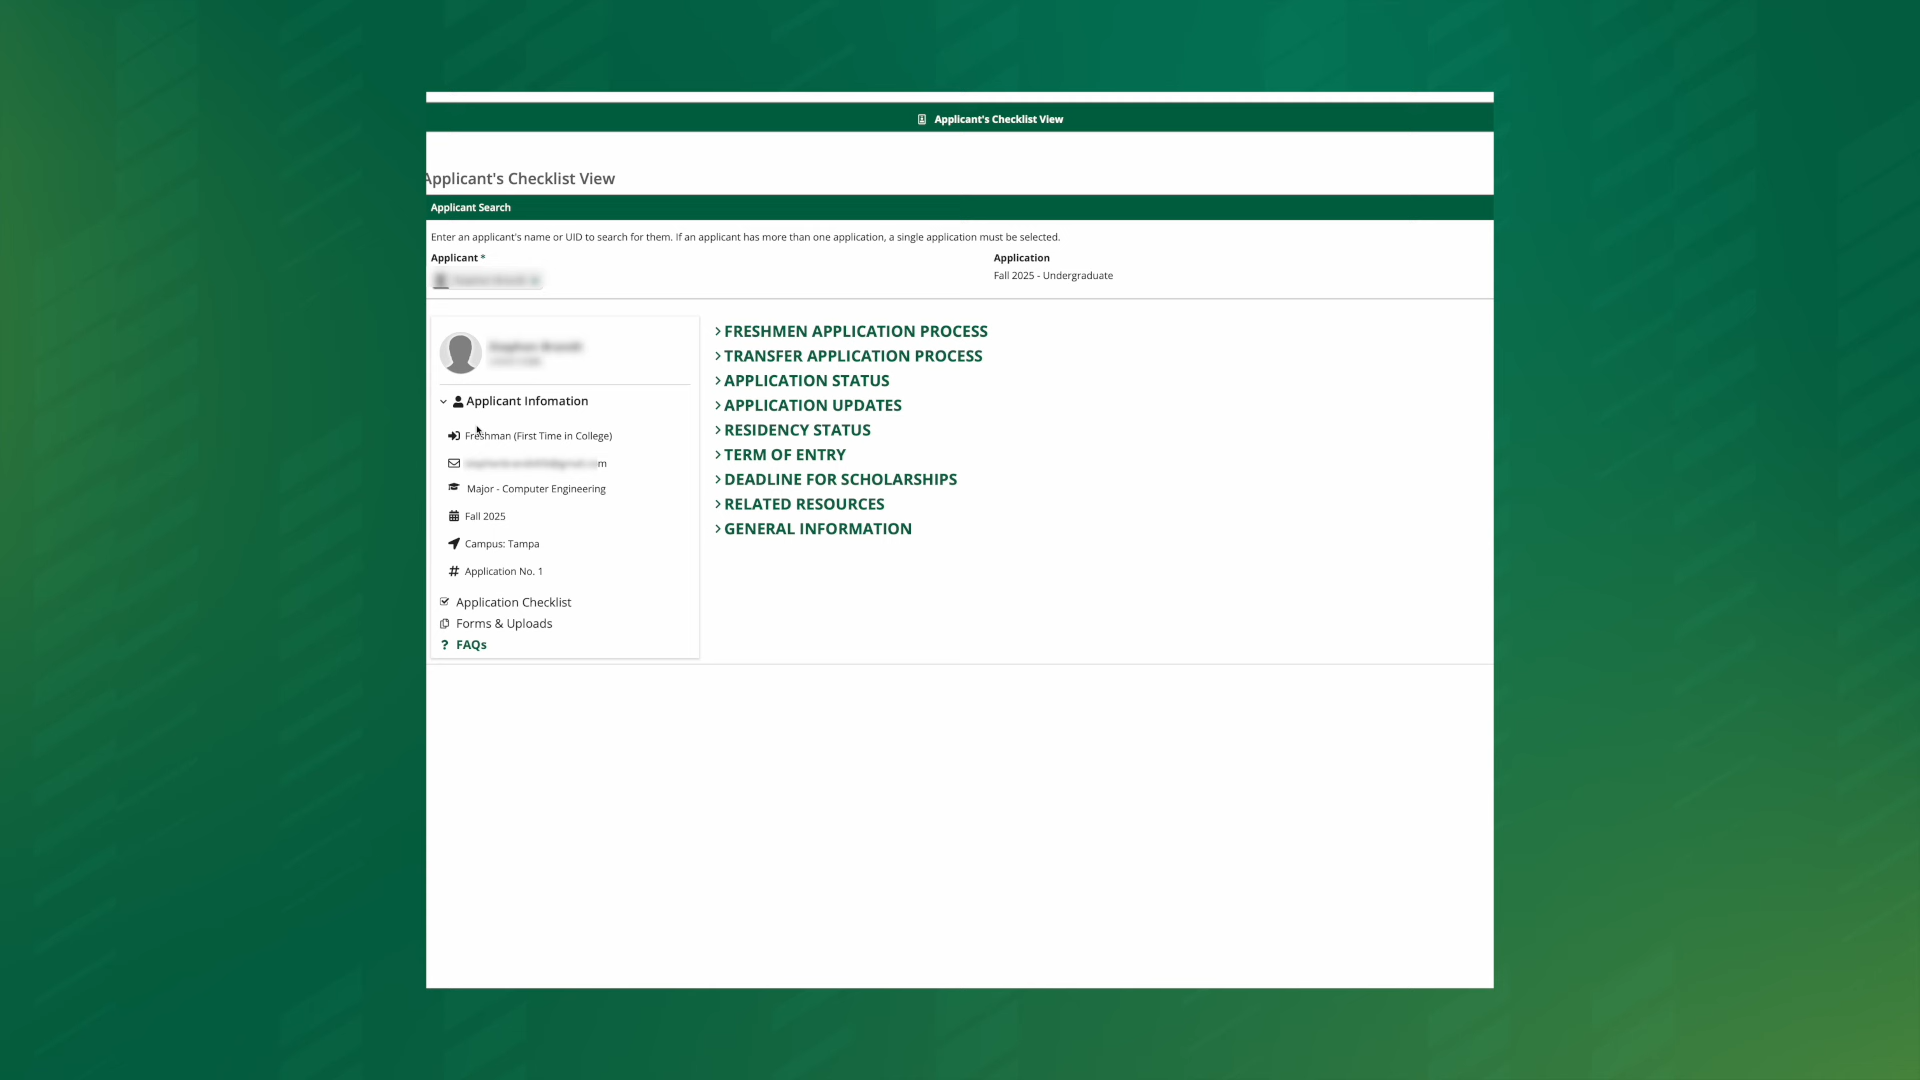 Applicant's Checklist View
Applicant's Checklist View
Applicant Search
Enter an applicant's name or UID to search for them. If an applicant has more than one application, a single application must be selected.
Applicant *
Application
Fall 2025 - Undergraduate
Applicant Infomation
Freshman (First Time in College)
Major - Computer Engineering
Fall 2025
Campus: Tampa
Application No. 1
Application Checklist
Forms & Uploads
? FAQs
FRESHMEN APPLICATION PROCESS
TRANSFER APPLICATION PROCESS
APPLICATION STATUS
APPLICATION UPDATES
RESIDENCY STATUS
TERM OF ENTRY
DEADLINE FOR SCHOLARSHIPS
RELATED RESOURCES
GENERAL INFORMATION